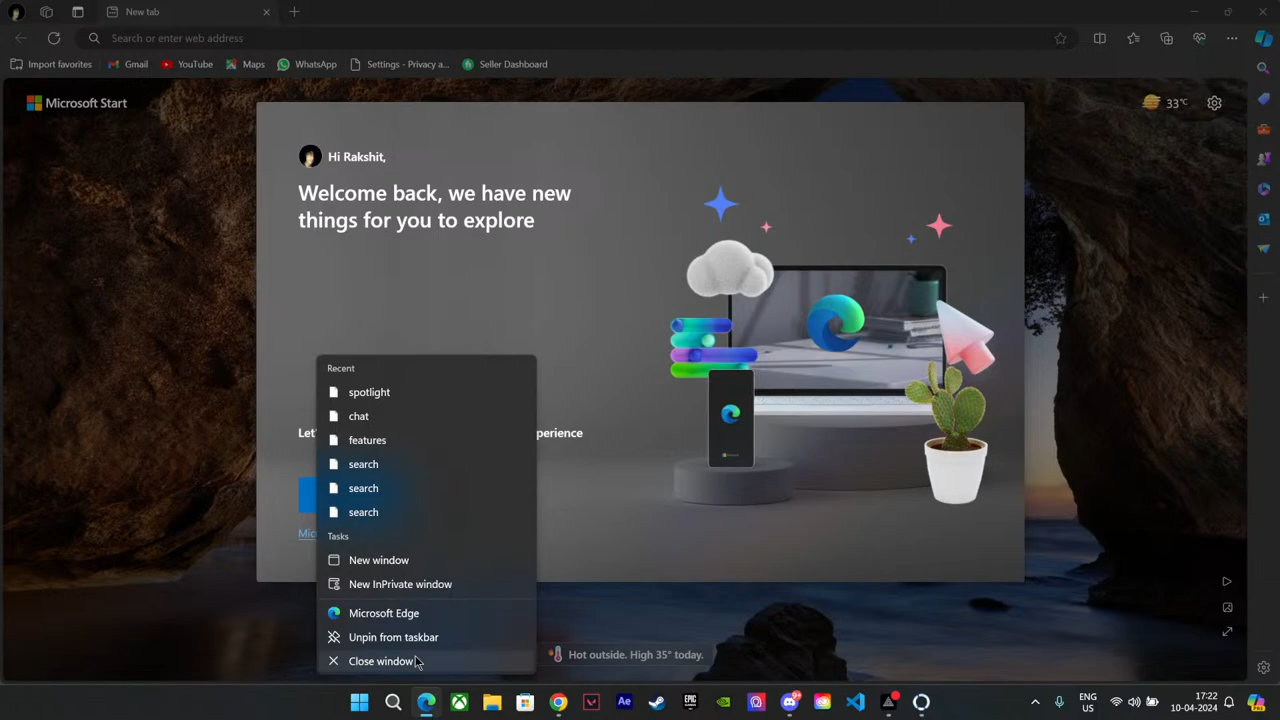 New tab
Search or enter web address
Import favorites
Gmail
YouTube
Maps
WhatsApp
Settings - Privacy a...
Seller Dashboard
Microsoft Start
33°C
Hi Rakshit,
Welcome back, we have new
things for you to explore
Recent
spotlight
chat
features
search
search
search
Tasks
New window
New InPrivate window
Microsoft Edge
Unpin from taskbar
Close window
Hot outside. High 35° today.
ENG
US
17:22
10-04-2024